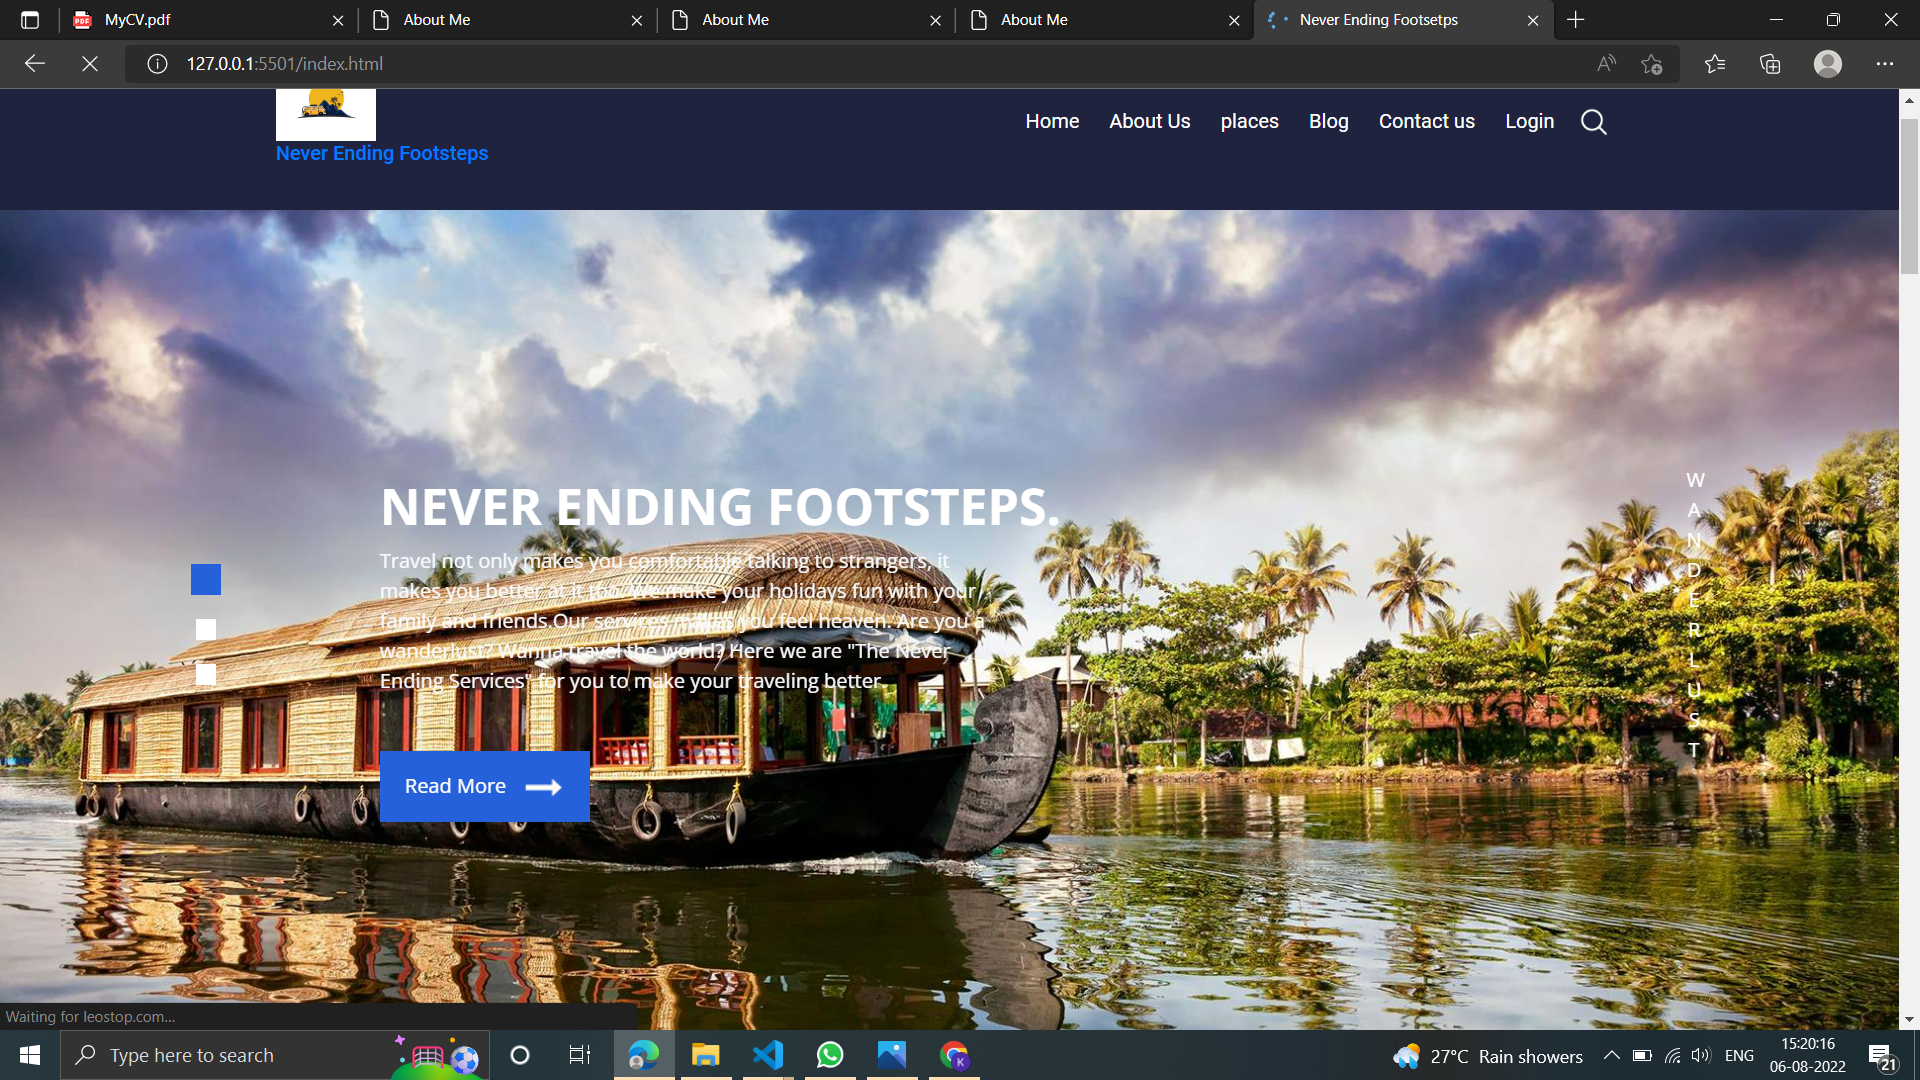 MyCV.pdf
About Me
About Me
About Me
Never Ending Footsetps
127.0.0.1:5501/index.html
Home
About Us
places
Blog
Contact us
Login
Never Ending Footsteps
NEVER ENDING FOOTSTEPS.
Travel not only makes you comfortable talking to strangers, it
makes you better at it too. We make your holidays fun with your
family and friends.Our services makes you feel heaven. Are you a
wanderlust? Wanna travel the world? Here we are "The Never
Ending Services" for you to make your traveling better
Read More
W
A
N
D
E
R
L
U
S
T
Waiting for leostop.com...
Type here to search
27°C Rain showers
ENG
15:20:16
06-08-2022
21